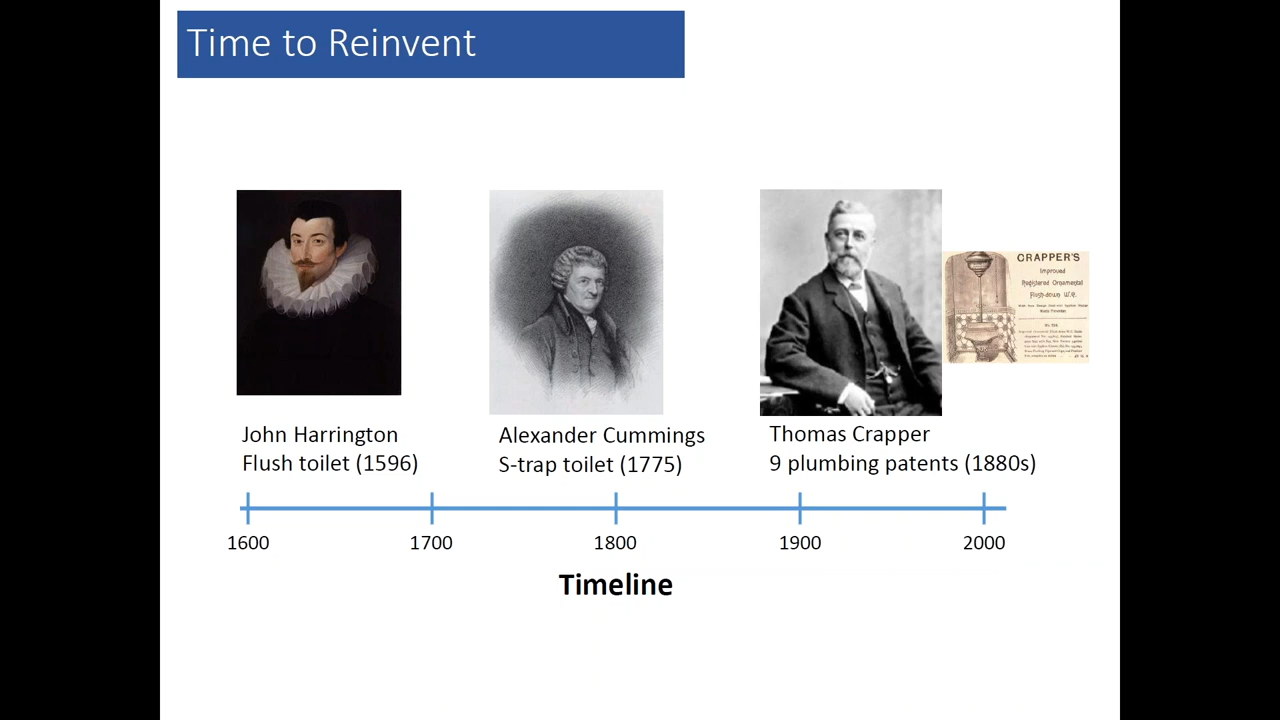 Time to Reinvent
CRAPPER'S
Improved
Registered Ornamental
Flush-down W.C.
John Harrington
Flush toilet (1596)
Alexander Cummings
S-trap toilet (1775)
Thomas Crapper
9 plumbing patents (1880s)
1600
1700
1800
1900
2000
Timeline